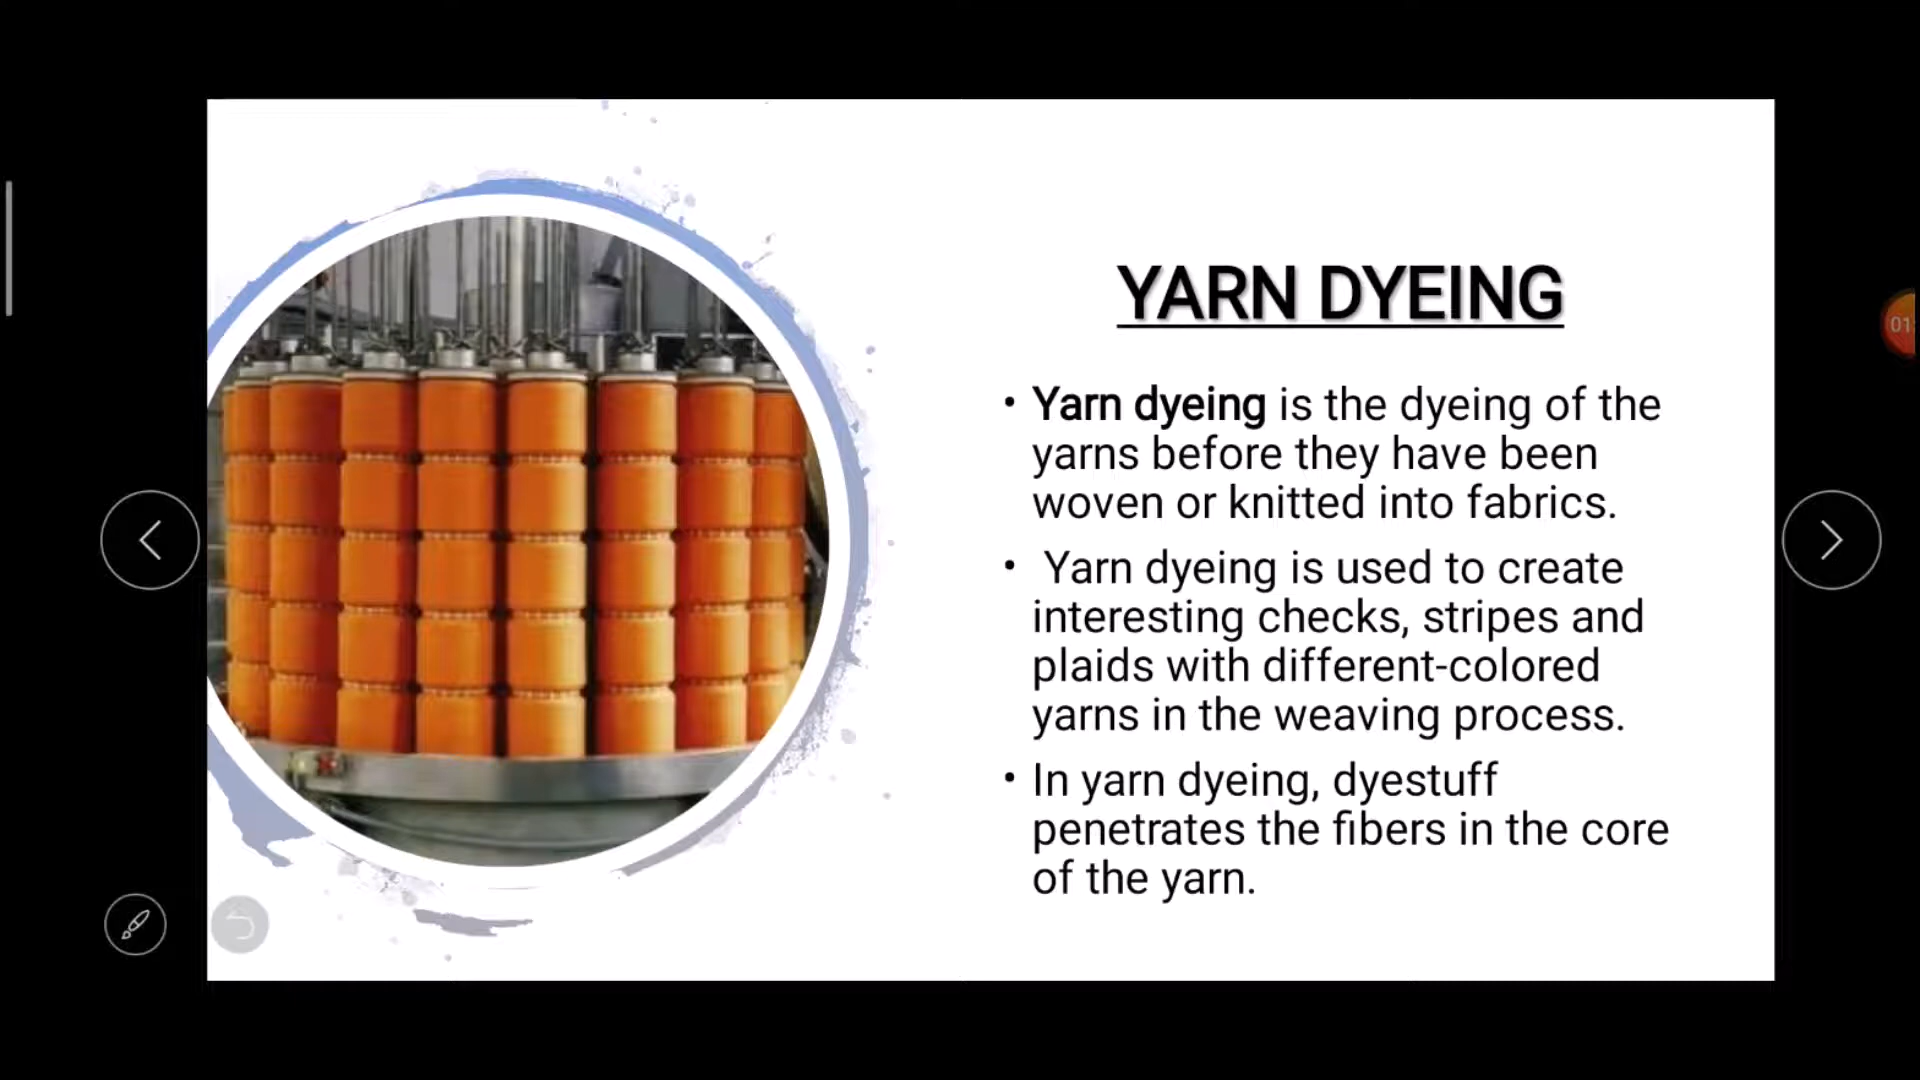 YARN DYEING
• Yarn dyeing is the dyeing of the
yarns before they have been
woven or knitted into fabrics.
• Yarn dyeing is used to create
interesting checks, stripes and
plaids with different-colored
yarns in the weaving process.
• In yarn dyeing, dyestuff
penetrates the fibers in the core
of the yarn.
01